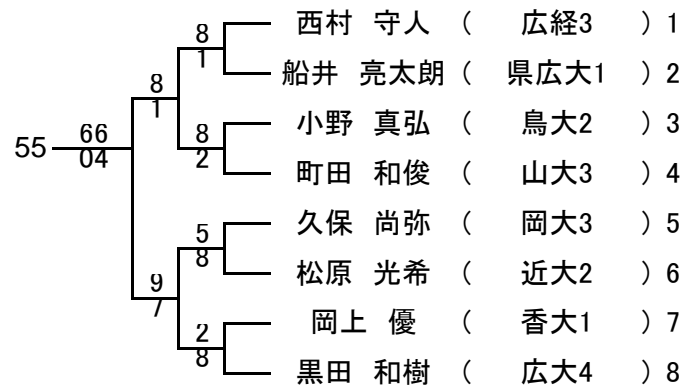 8 西村 守人 ( 広経3 ) 1
1 船井 亮太朗 ( 県広大1 ) 2
8
1
8 小野 真弘 ( 鳥大2 ) 3
2 町田 和俊 ( 山大3 ) 4
55 66
04
5 久保 尚弥 ( 岡大3 ) 5
8 松原 光希 ( 近大2 ) 6
9
7
2 岡上 優 ( 香大1 ) 7
8 黒田 和樹 ( 広大4 ) 8